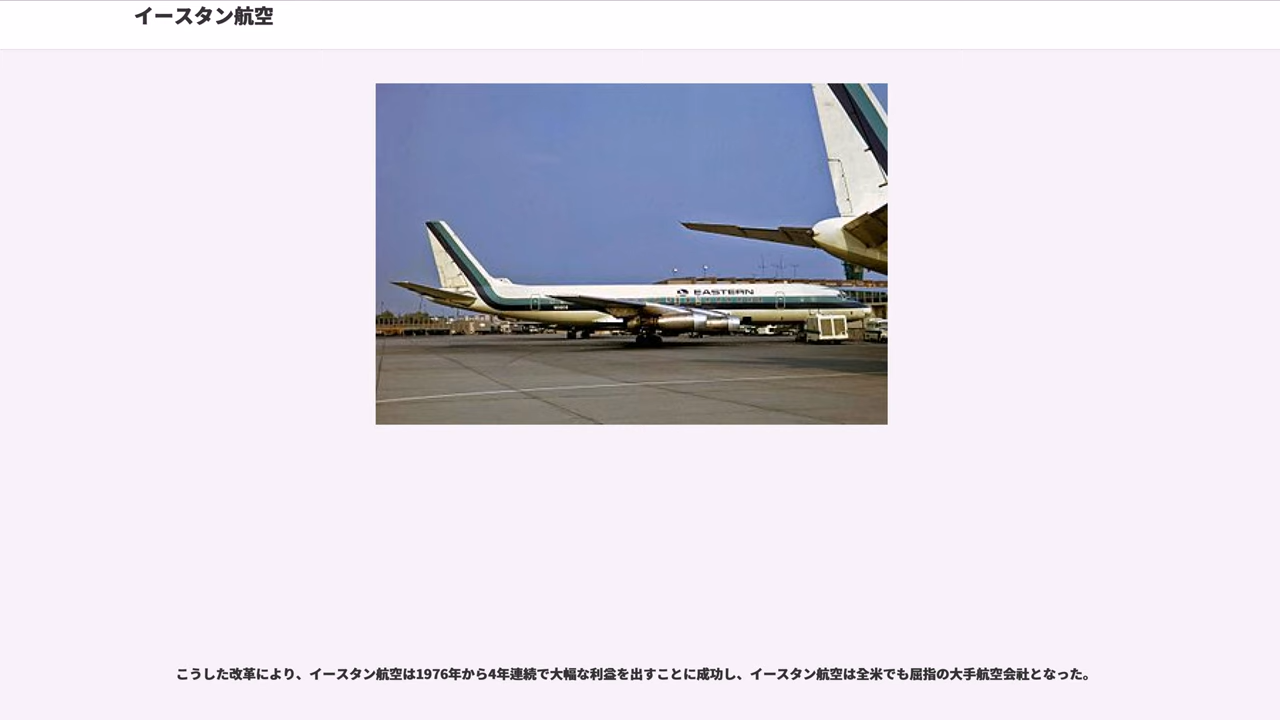 イースタン航空
EASTERN
こうした改革により、イースタン航空は1976年から4年連続で大幅な利益を出すことに成功し、イースタン航空は全米でも屈指の大手航空会社となった。